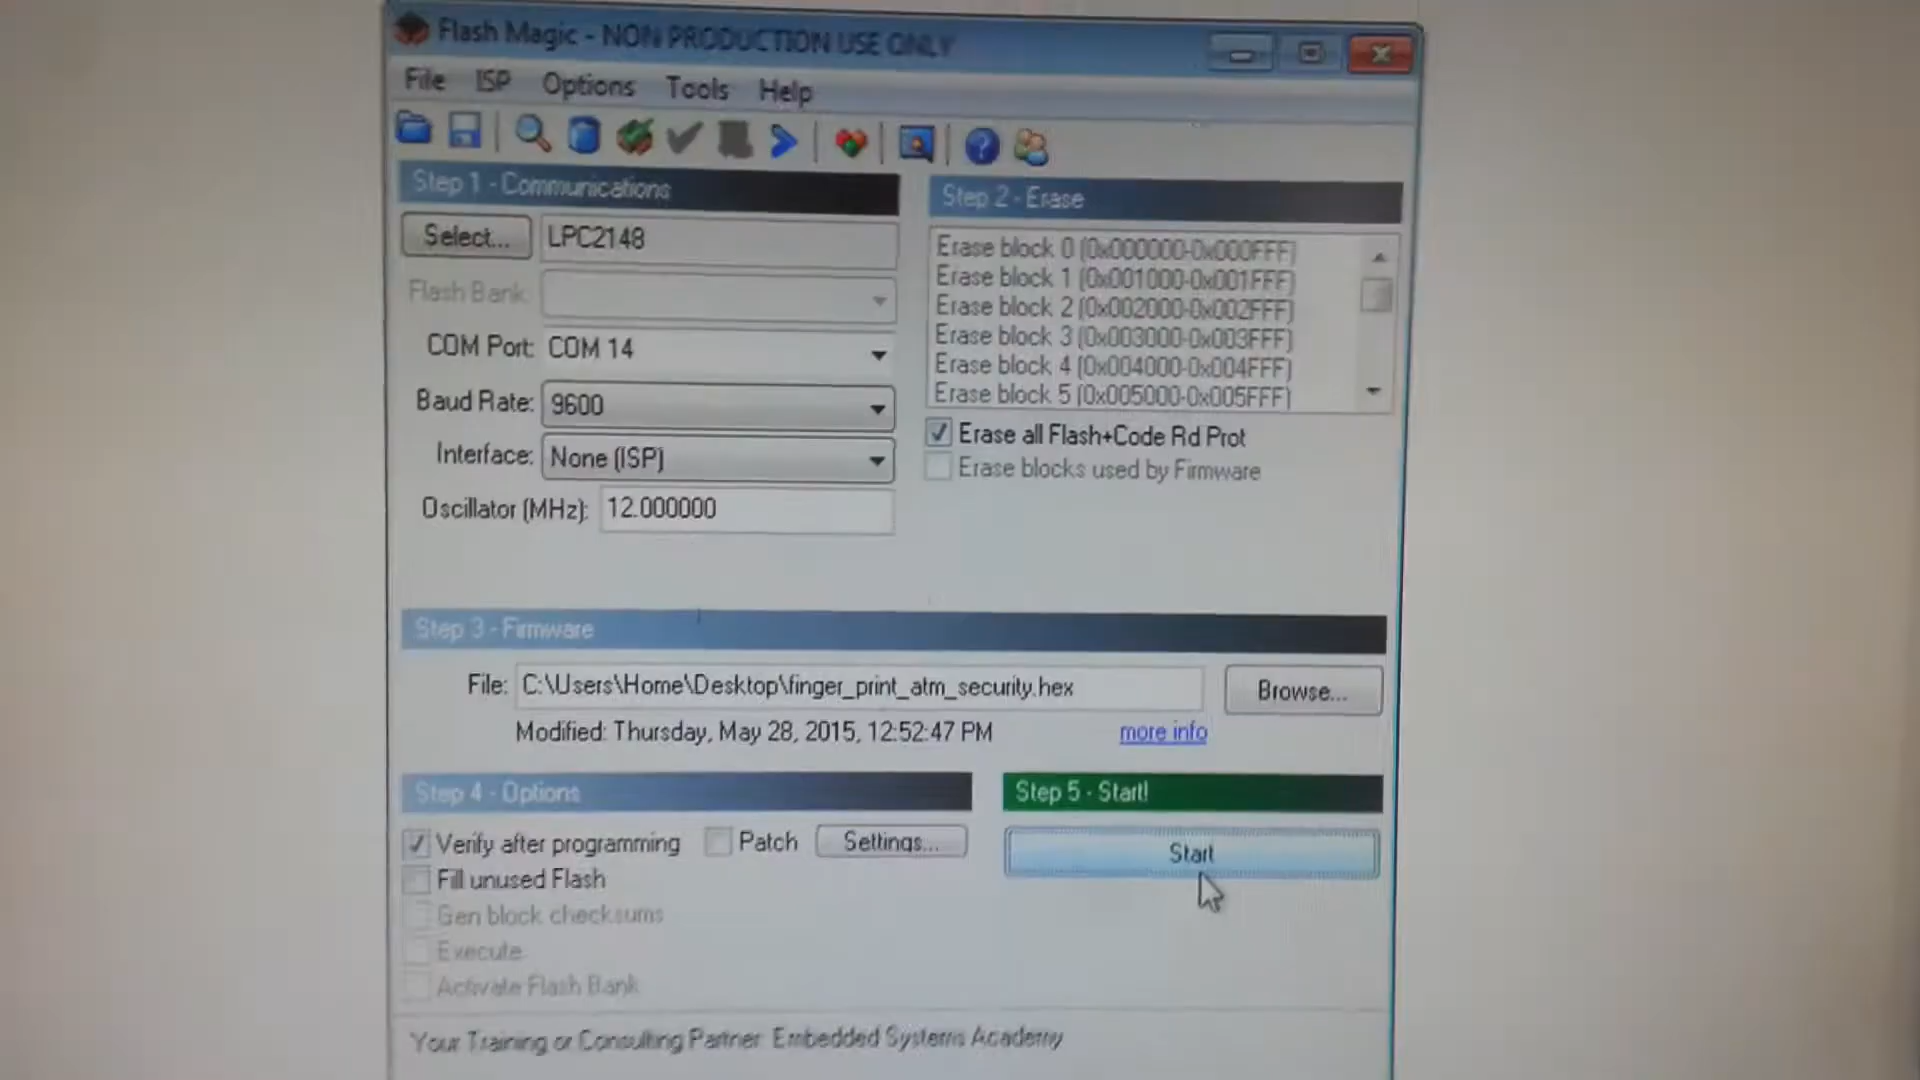 Flash Magic - NON PRODUCTION USE ONLY
File ISP Options Tools Help
Step 1 - Communications
Select... LPC2148
Flash Bank:
COM Port: COM 14
Baud Rate: 9600
Interface: None (ISP)
Oscillator (MHz): 12.000000
Step 2 - Erase
Erase block 0 (0x000000-0x000FFF)
Erase block 1 (0x001000-0x001FFF)
Erase block 2 (0x002000-0x002FFF)
Erase block 3 (0x003000-0x003FFF)
Erase block 4 (0x004000-0x004FFF)
Erase block 5 (0x005000-0x005FFF)
Erase all Flash+Code Rd Prot
Erase blocks used by Firmware
Step 3 - Firmware
File: C:\Users\Home\Desktop\finger_print_atm_security.hex Browse...
Modified: Thursday, May 28, 2015, 12:52:47 PM more info
Step 4 - Options
Verify after programming Patch Settings...
Fill unused Flash
Gen block checksums
Execute
Activate Flash Bank
Step 5 - Start!
Start
Your Training or Consulting Partner: Embedded Systems Academy